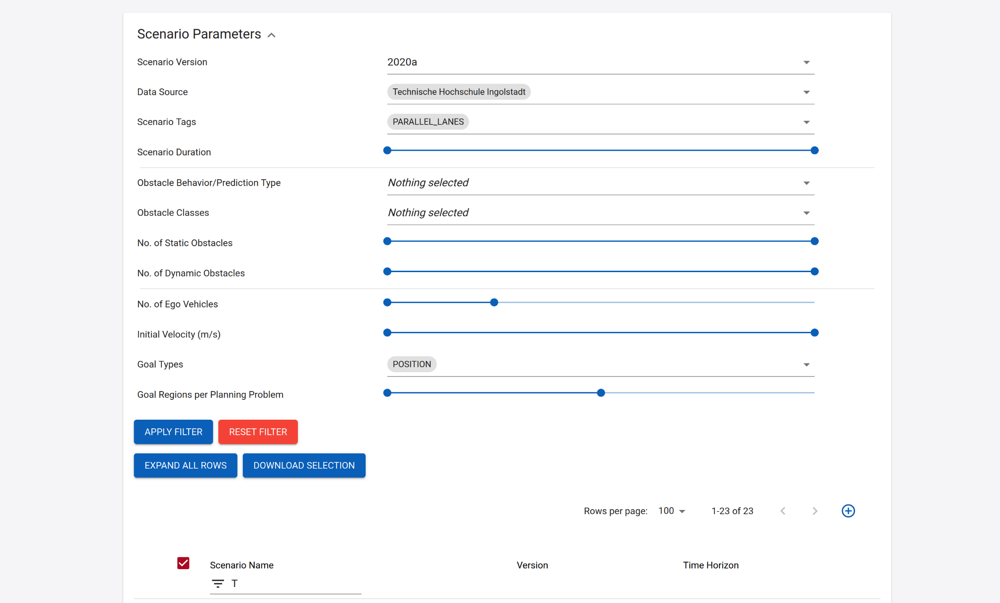 Scenario Parameters
Scenario Version 2020a
Data Source Technische Hochschule Ingolstadt
Scenario Tags PARALLEL_LANES
Scenario Duration
Obstacle Behavior/Prediction Type Nothing selected
Obstacle Classes Nothing selected
No. of Static Obstacles
No. of Dynamic Obstacles
No. of Ego Vehicles
Initial Velocity (m/s)
Goal Types POSITION
Goal Regions per Planning Problem
APPLY FILTER RESET FILTER
EXPAND ALL ROWS DOWNLOAD SELECTION
Rows per page: 100 1-23 of 23
Scenario Name Version Time Horizon
T